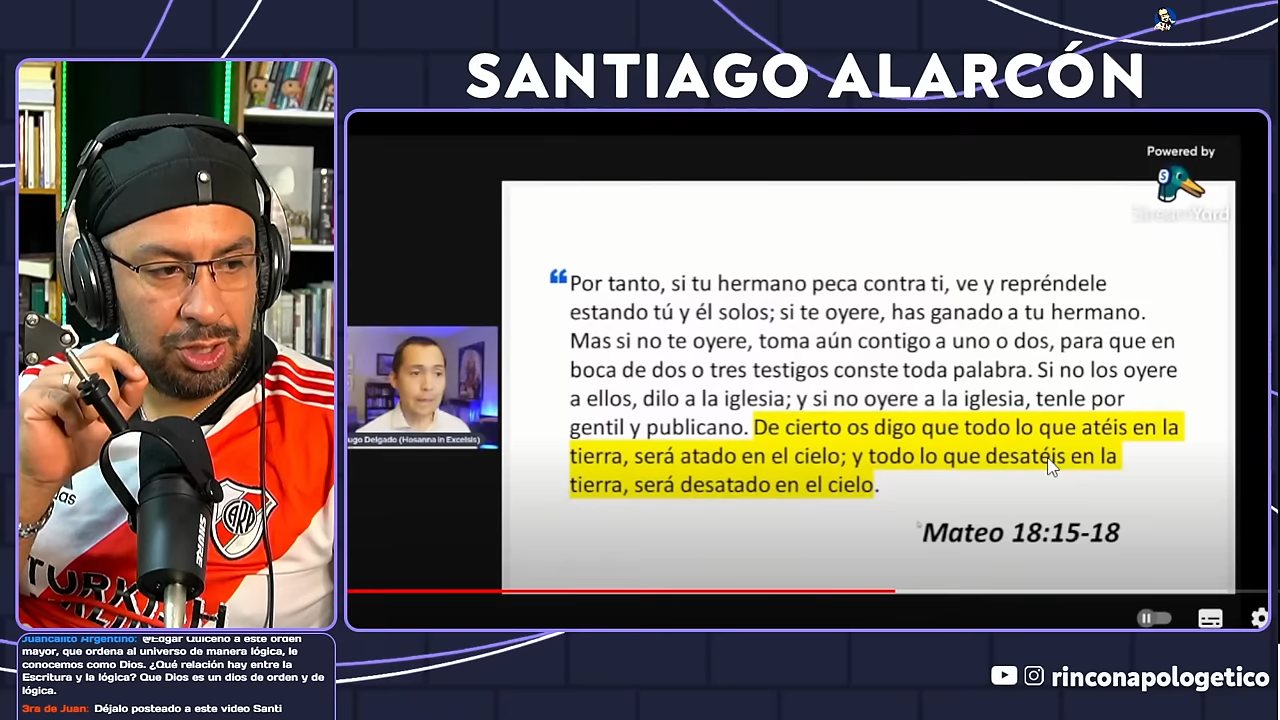 SANTIAGO ALARCÓN
Powered by
StreamYard
“Por tanto, si tu hermano peca contra ti, ve y repréndele
estando tú y él solos; si te oyere, has ganado a tu hermano.
Mas si no te oyere, toma aún contigo a uno o dos, para que en
boca de dos o tres testigos conste toda palabra. Si no los oyere
a ellos, dilo a la iglesia; y si no oyere a la iglesia, tenle por
gentil y publicano. De cierto os digo que todo lo que atéis en la
tierra, será atado en el cielo; y todo lo que desatéis en la
tierra, será desatado en el cielo.
Mateo 18:15-18
ugo Delgado (Hosanna in Excelsis)
adidas
SHURE
TURKISH
Juancalito Argentino: @Edgar Quiceno a este orden
mayor, que ordena al universo de manera lógica, le
conocemos como Dios. ¿Qué relación hay entre la
Escritura y la lógica? Que Dios es un dios de orden y de
lógica.
3ra de Juan: Déjalo posteado a este video Santi
rinconapologetico